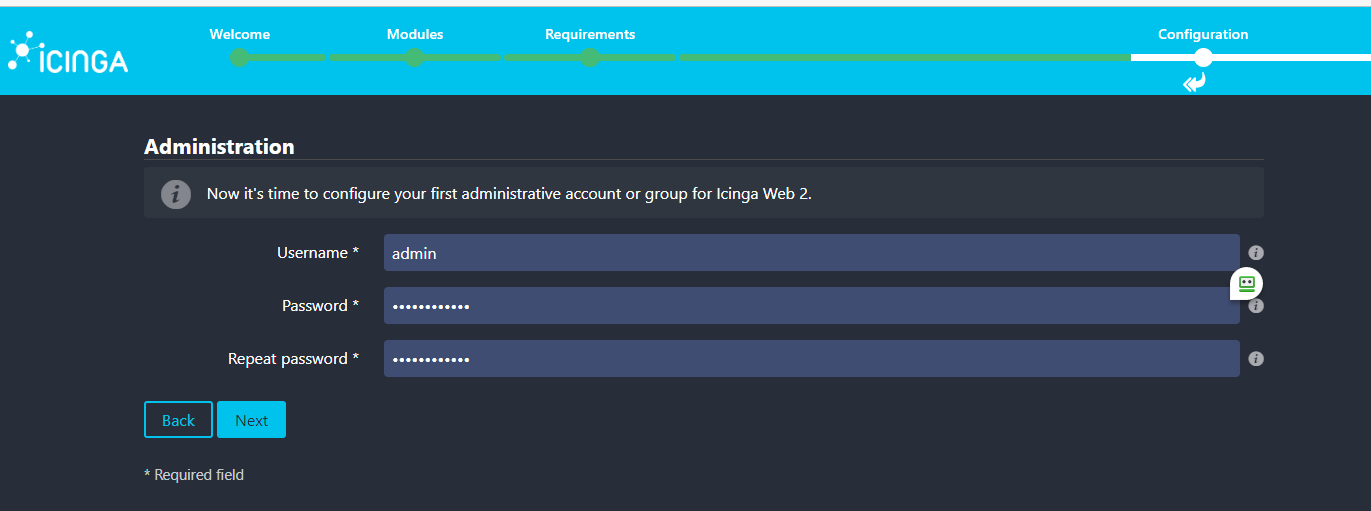 Welcome Modules Requirements Configuration
ICINGA
Administration
Now it's time to configure your first administrative account or group for Icinga Web 2.
Username * admin
Password * ••••••••••••
Repeat password * ••••••••••••
Back Next
* Required field